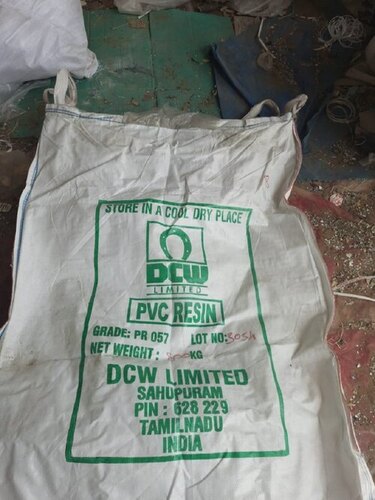 STORE IN A COOL DRY PLACE
DCW
LIMITED
PVC RESIN
GRADE: PR 057 LOT NO: 3054
NET WEIGHT : KG
DCW LIMITED
SAHUPURAM
PIN : 628 229
TAMILNADU
INDIA